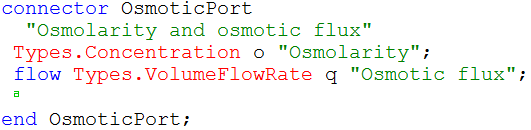 connector OsmoticPort
"Osmolarity and osmotic flux"
Types.Concentration o "Osmolarity";
flow Types.VolumeFlowRate q "Osmotic flux";
a
end OsmoticPort;